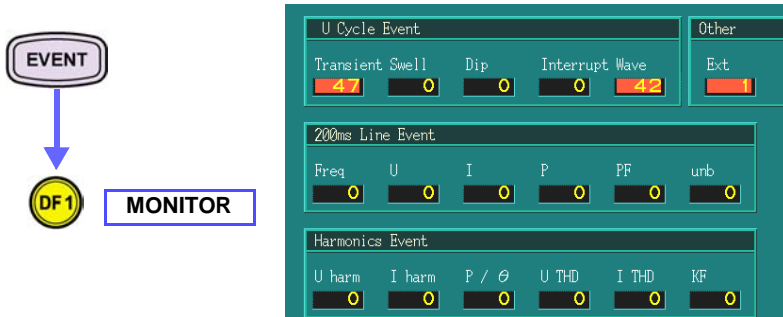 EVENT
DF 1
MONITOR
U Cycle Event
Transient Swell Dip Interrupt Wave
47 0 0 0 42
Other
Ext
1
200ms Line Event
Freq U I P PF unb
0 0 0 0 0 0
Harmonics Event
U harm I harm P / θ U THD I THD KF
0 0 0 0 0 0